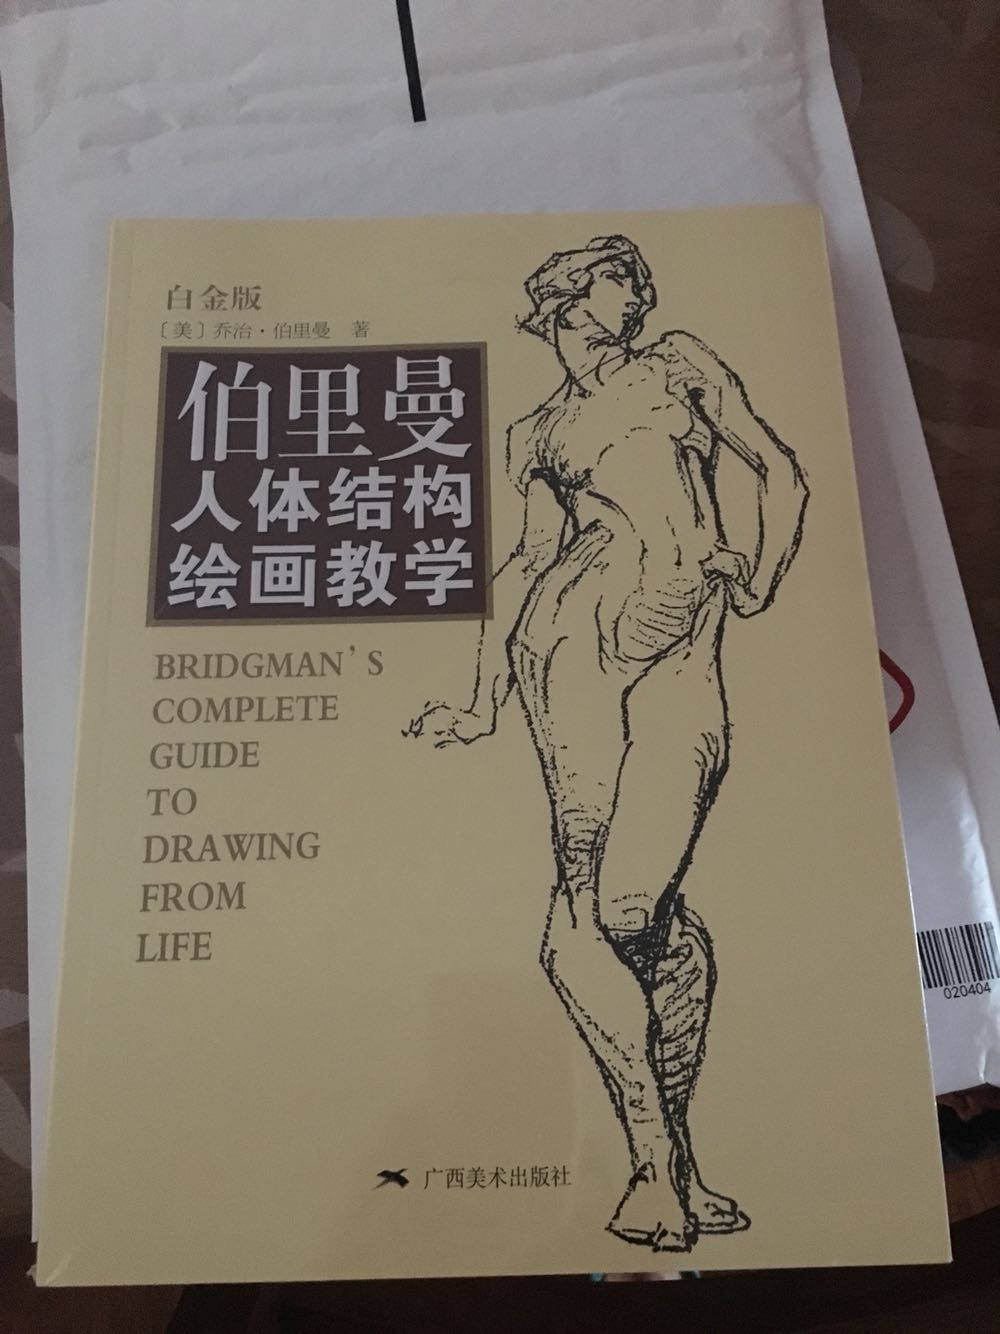 白金版
〔美〕乔治·伯里曼 著
伯里曼
人体结构
绘画教学
BRIDGMAN'S
COMPLETE
GUIDE
TO
DRAWING
FROM
LIFE
广西美术出版社
020404